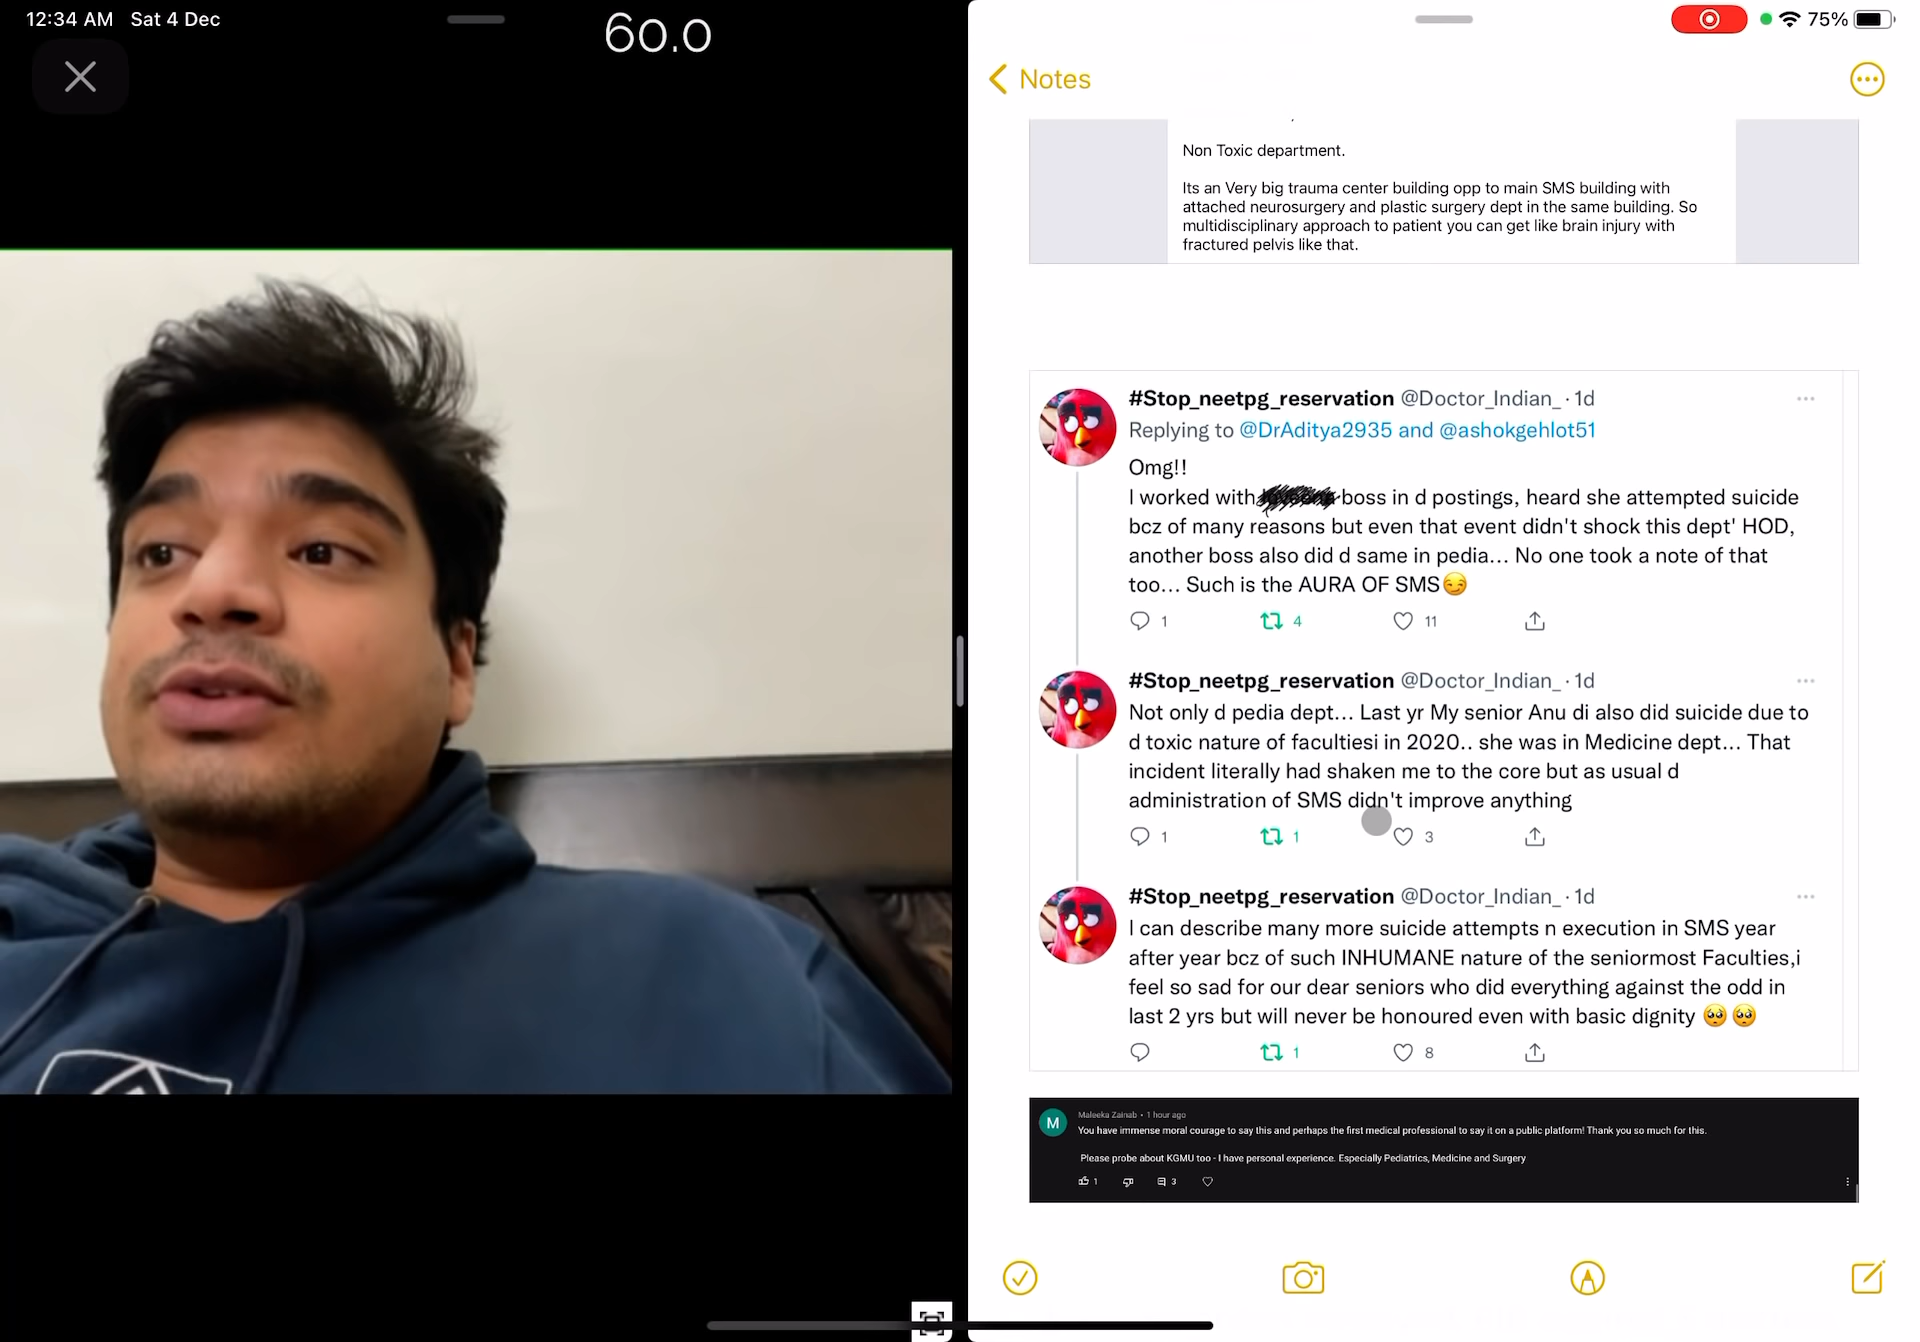 12:34 AM Sat 4 Dec
60.0
75%
Notes
Non Toxic department.
Its an Very big trauma center building opp to main SMS building with
attached neurosurgery and plastic surgery dept in the same building. So
multidisciplinary approach to patient you can get like brain injury with
fractured pelvis like that.
#Stop_neetpg_reservation @Doctor_Indian_ · 1d
Replying to @DrAditya2935 and @ashokgehlot51
Omg!!
I worked with boss in d postings, heard she attempted suicide
bcz of many reasons but even that event didn't shock this dept' HOD,
another boss also did d same in pedia... No one took a note of that
too... Such is the AURA OF SMS😏
1 4 11
#Stop_neetpg_reservation @Doctor_Indian_ · 1d
Not only d pedia dept... Last yr My senior Anu di also did suicide due to
d toxic nature of facultiesi in 2020.. she was in Medicine dept... That
incident literally had shaken me to the core but as usual d
administration of SMS didn't improve anything
1 1 3
#Stop_neetpg_reservation @Doctor_Indian_ · 1d
I can describe many more suicide attempts n execution in SMS year
after year bcz of such INHUMANE nature of the seniormost Faculties,i
feel so sad for our dear seniors who did everything against the odd in
last 2 yrs but will never be honoured even with basic dignity 🥺🥺
1 8
M
Maleeka Zainab • 1 hour ago
You have immense moral courage to say this and perhaps the first medical professional to say it on a public platform! Thank you so much for this.
Please probe about KGMU too - I have personal experience. Especially Pediatrics, Medicine and Surgery
1 3